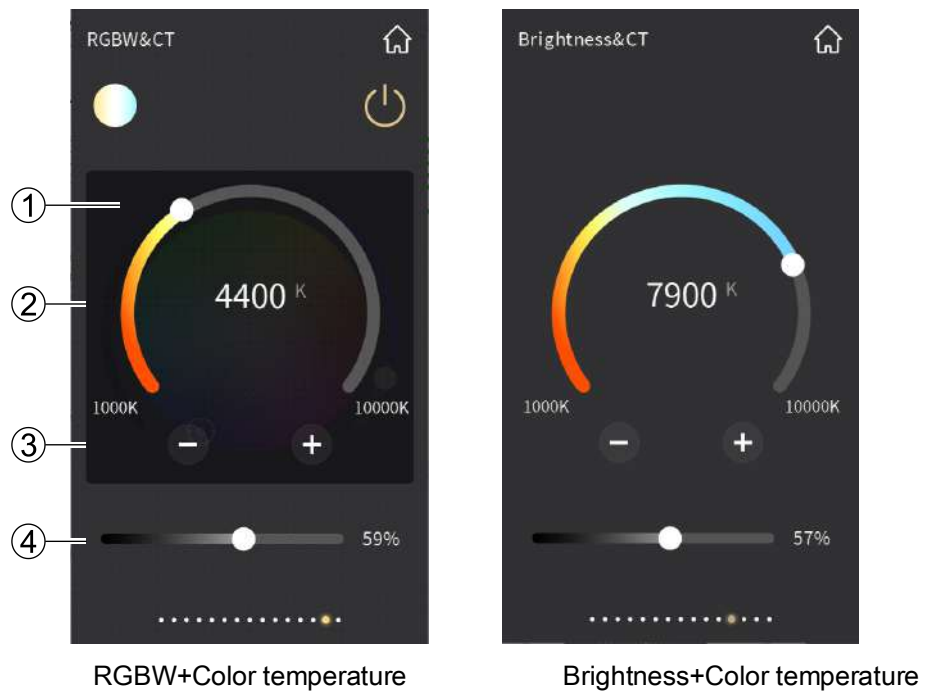 RGBW&CT
Brightness&CT
①
②
4400 K
7900 K
1000K
10000K
1000K
10000K
③
− +
− +
④
59%
57%
RGBW+Color temperature
Brightness+Color temperature